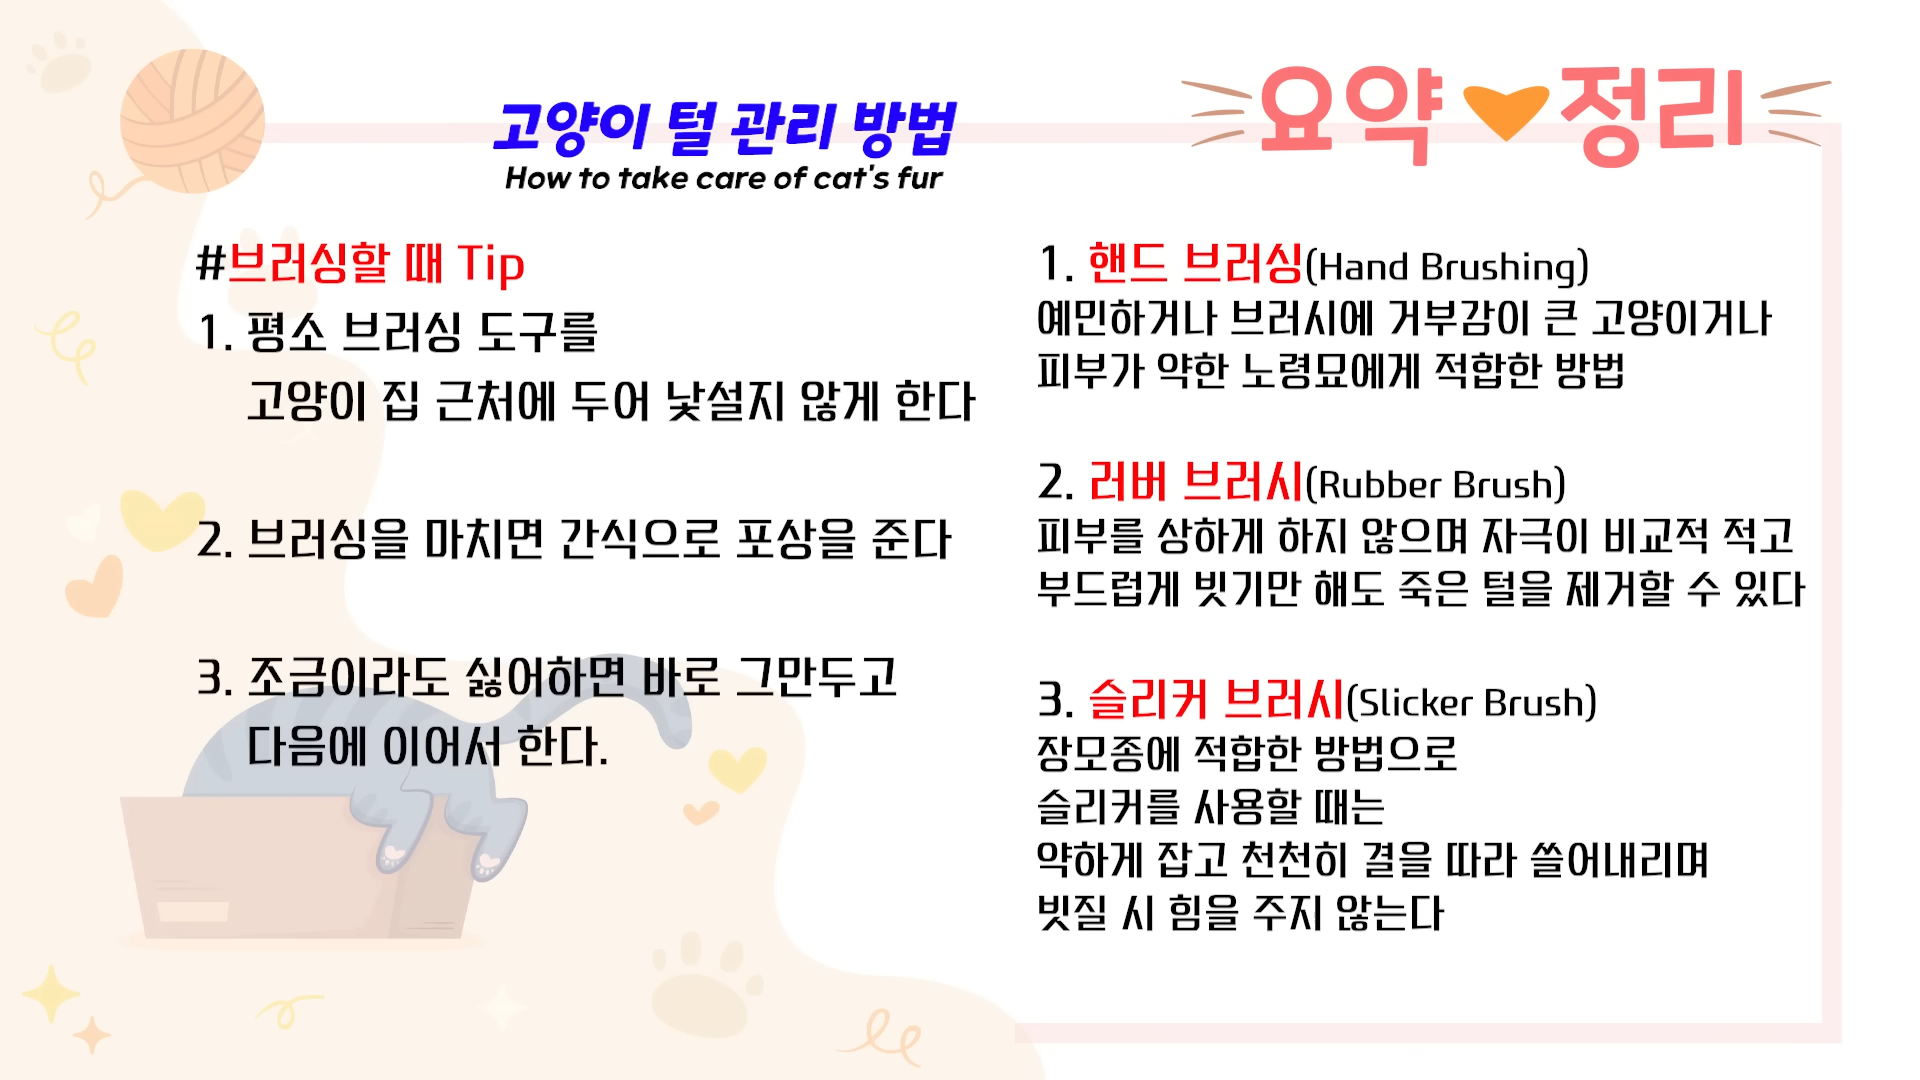 요약 정리
고양이 털 관리 방법
How to take care of cat's fur
#브러싱할 때 Tip
1. 평소 브러싱 도구를
고양이 집 근처에 두어 낯설지 않게 한다
2. 브러싱을 마치면 간식으로 포상을 준다
3. 조금이라도 싫어하면 바로 그만두고
다음에 이어서 한다.
1. 핸드 브러싱(Hand Brushing)
예민하거나 브러시에 거부감이 큰 고양이거나
피부가 약한 노령묘에게 적합한 방법
2. 러버 브러시(Rubber Brush)
피부를 상하게 하지 않으며 자극이 비교적 적고
부드럽게 빗기만 해도 죽은 털을 제거할 수 있다
3. 슬리커 브러시(Slicker Brush)
장모종에 적합한 방법으로
슬리커를 사용할 때는
약하게 잡고 천천히 결을 따라 쓸어내리며
빗질 시 힘을 주지 않는다